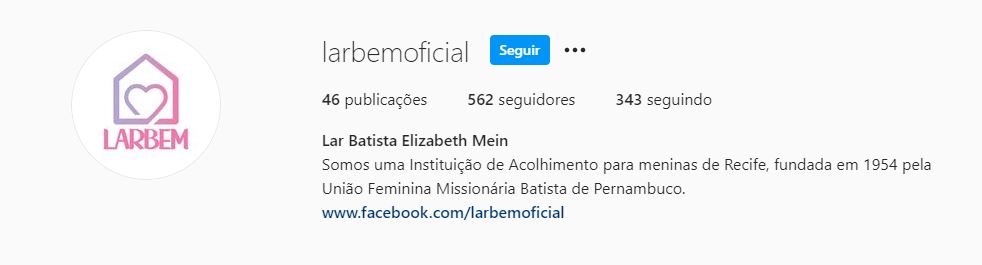 LARBEM
larbemoficial Seguir •••
46 publicações 562 seguidores 343 seguindo
Lar Batista Elizabeth Mein
Somos uma Instituição de Acolhimento para meninas de Recife, fundada em 1954 pela
União Feminina Missionária Batista de Pernambuco.
www.facebook.com/larbemoficial